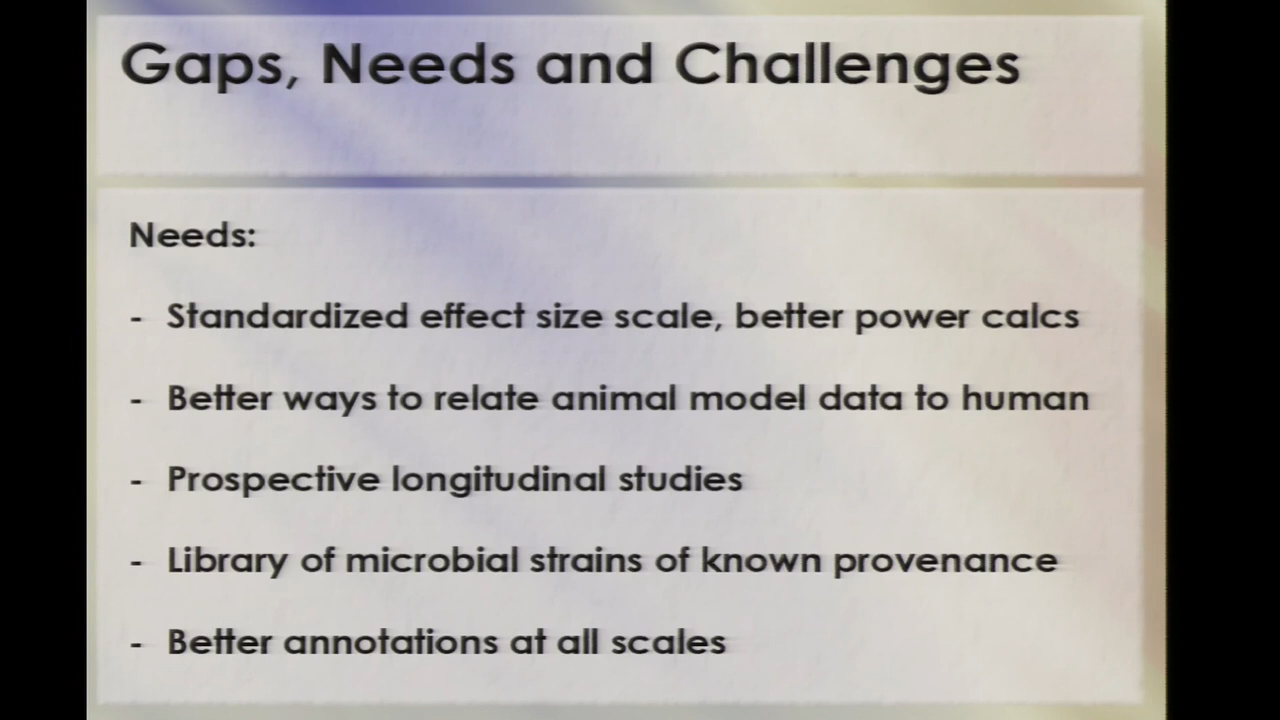 Gaps, Needs and Challenges
Needs:
- Standardized effect size scale, better power calcs
- Better ways to relate animal model data to human
- Prospective longitudinal studies
- Library of microbial strains of known provenance
- Better annotations at all scales